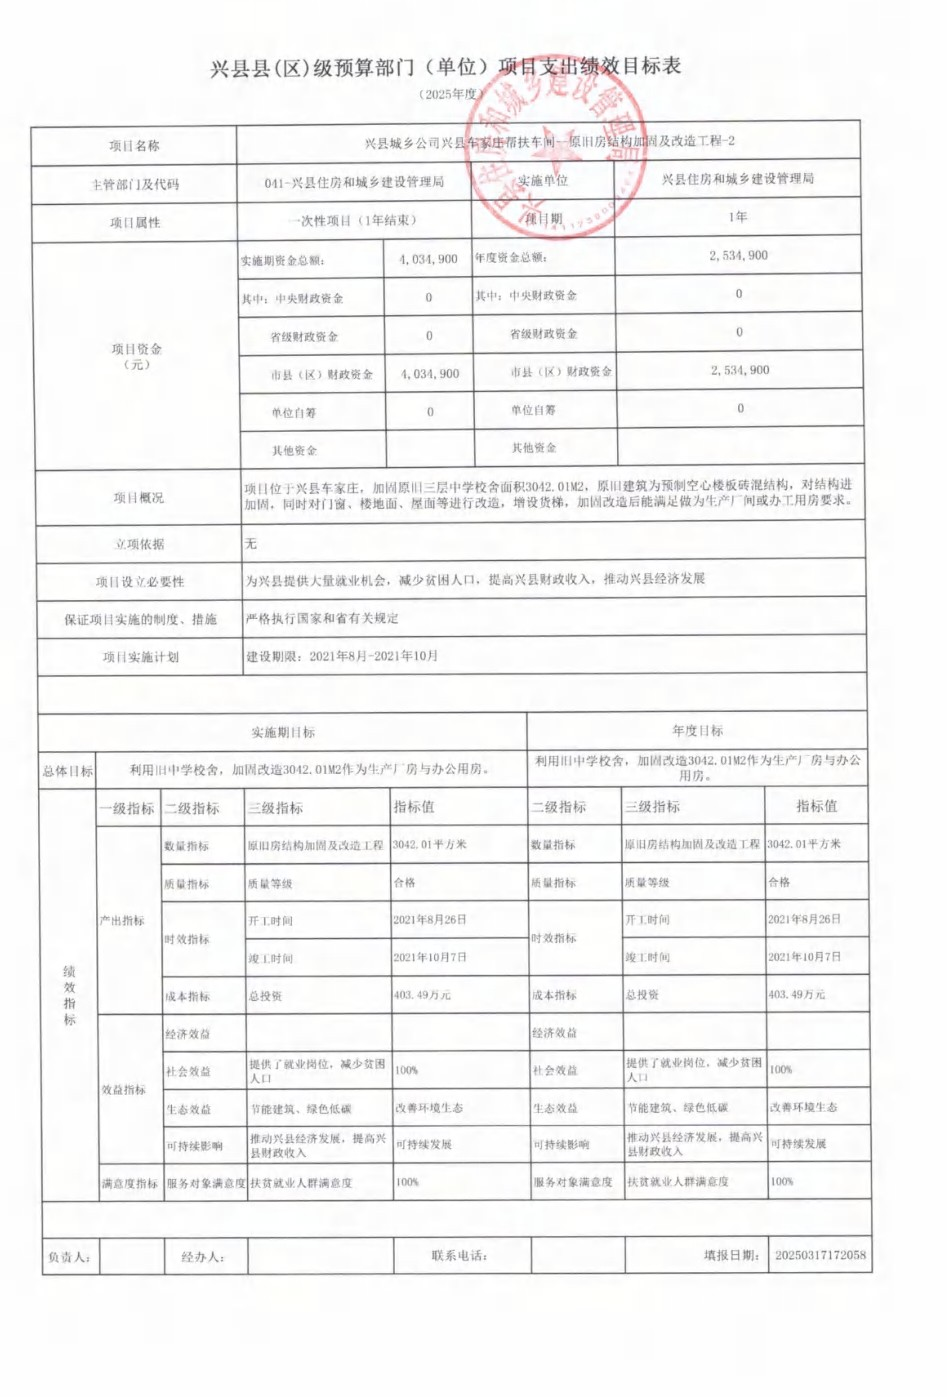 兴县县(区)级预算部门（单位）项目支出绩效目标表
（2025年度）
项目名称 兴县城乡公司兴县车家庄帮扶车间—原旧房结构加固及改造工程-2
主管部门及代码 041-兴县住房和城乡建设管理局 实施单位 兴县住房和城乡建设管理局
项目属性 一次性项目（1年结束） 项目期 1年
项目资金
（元）
实施期资金总额： 4,034,900 年度资金总额： 2,534,900
其中：中央财政资金 0 其中：中央财政资金 0
省级财政资金 0 省级财政资金 0
市县（区）财政资金 4,034,900 市县（区）财政资金 2,534,900
单位自筹 0 单位自筹 0
其他资金 其他资金
项目概况
项目位于兴县车家庄，加固原旧三层中学校舍面积3042.01M2，原旧建筑为预制空心楼板砖混结构，对结构进
加固，同时对门窗、楼地面、屋面等进行改造，增设货梯，加固改造后能满足做为生产厂间或办工用房要求。
立项依据 无
项目设立必要性 为兴县提供大量就业机会，减少贫困人口，提高兴县财政收入，推动兴县经济发展
保证项目实施的制度、措施 严格执行国家和省有关规定
项目实施计划 建设期限：2021年8月-2021年10月
实施期目标 年度目标
总体目标 利用旧中学校舍，加固改造3042.01M2作为生产厂房与办公用房。
利用旧中学校舍，加固改造3042.01M2作为生产厂房与办公
用房。
绩
效
指
标
一级指标 二级指标 三级指标 指标值 二级指标 三级指标 指标值
产出指标
数量指标 原旧房结构加固及改造工程 3042.01平方米 数量指标 原旧房结构加固及改造工程 3042.01平方米
质量指标 质量等级 合格 质量指标 质量等级 合格
时效指标 开工时间 2021年8月26日 时效指标 开工时间 2021年8月26日
竣工时间 2021年10月7日 竣工时间 2021年10月7日
成本指标 总投资 403.49万元 成本指标 总投资 403.49万元
效益指标
经济效益 经济效益
社会效益 提供了就业岗位，减少贫困
人口 100% 社会效益 提供了就业岗位，减少贫困
人口 100%
生态效益 节能建筑、绿色低碳 改善环境生态 生态效益 节能建筑、绿色低碳 改善环境生态
可持续影响 推动兴县经济发展，提高兴
县财政收入 可持续发展 可持续影响 推动兴县经济发展，提高兴
县财政收入 可持续发展
满意度指标 服务对象满意度 扶贫就业人群满意度 100% 服务对象满意度 扶贫就业人群满意度 100%
负责人： 经办人： 联系电话： 填报日期： 20250317172058
兴县住房和城乡建设管理局